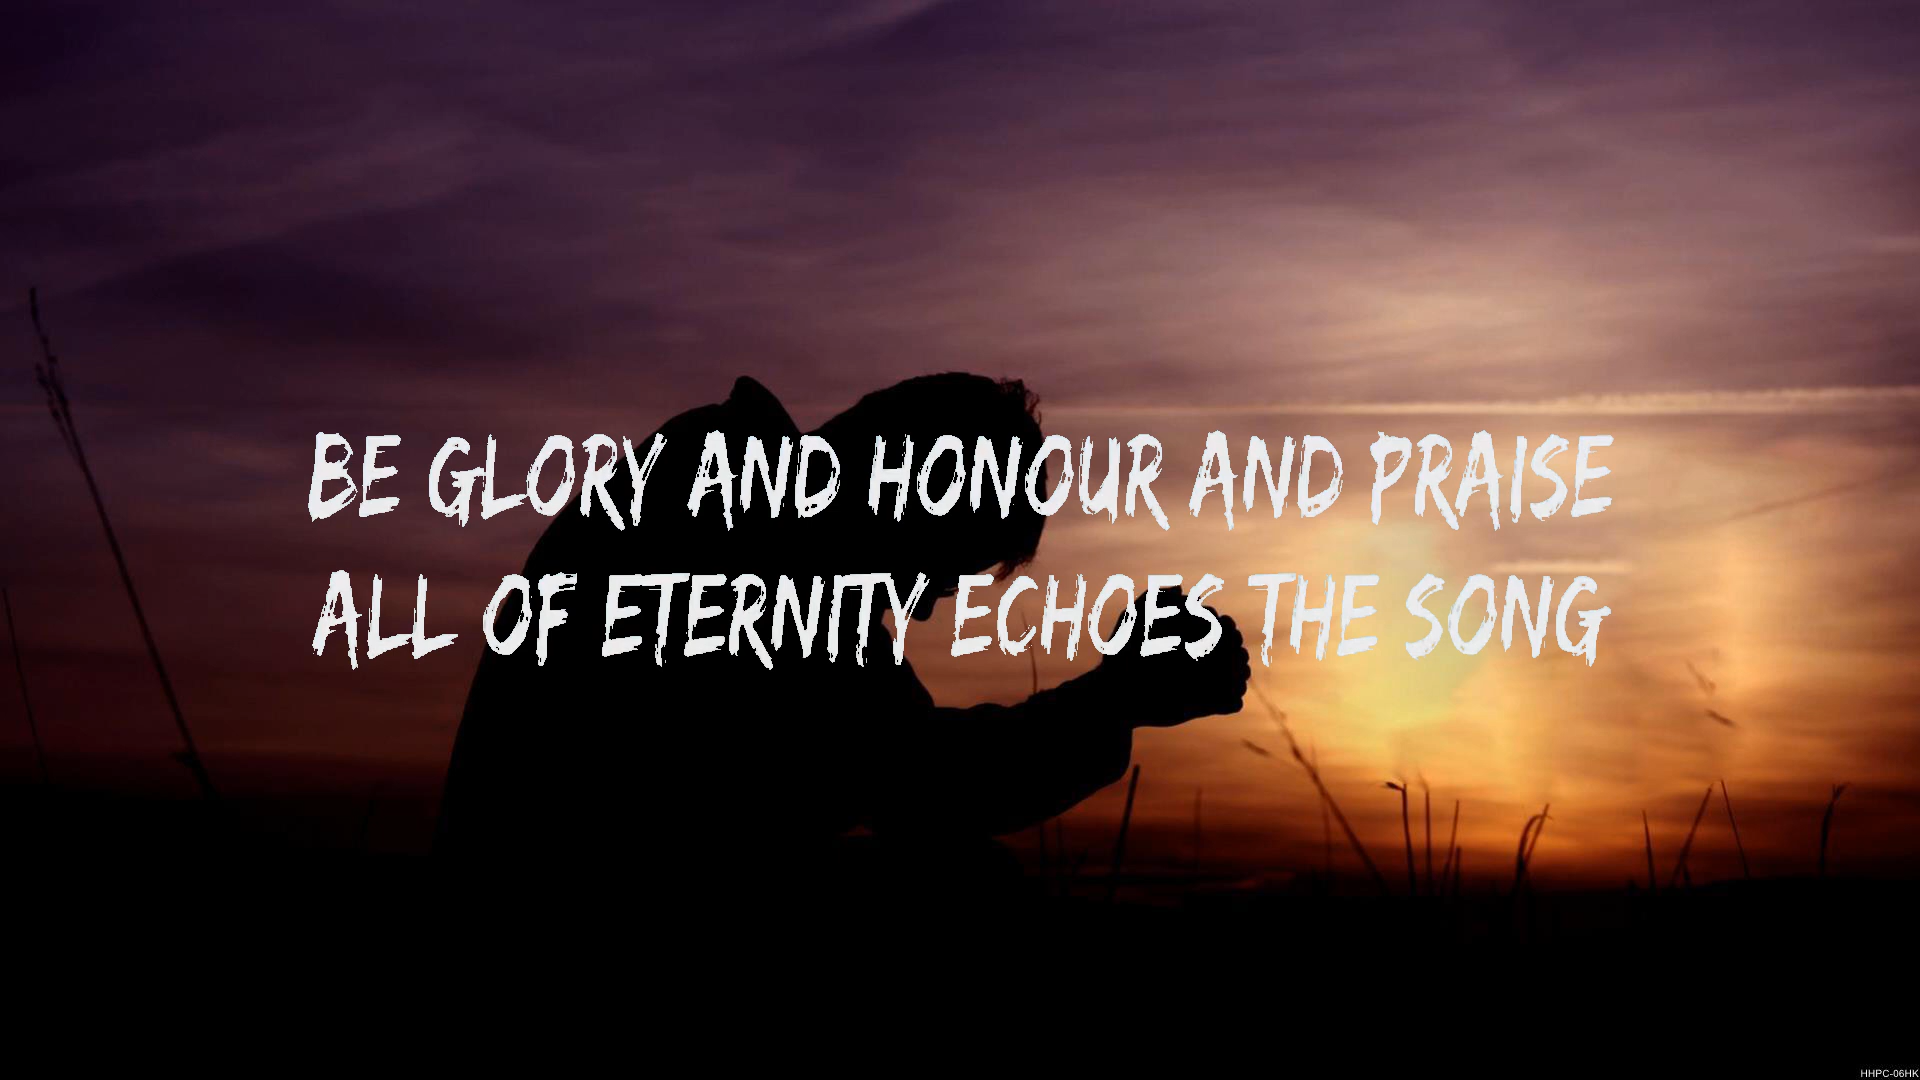 BE GLORY AND HONOUR AND PRAISE
ALL OF ETERNITY ECHOES THE SONG
HHPC-06HK